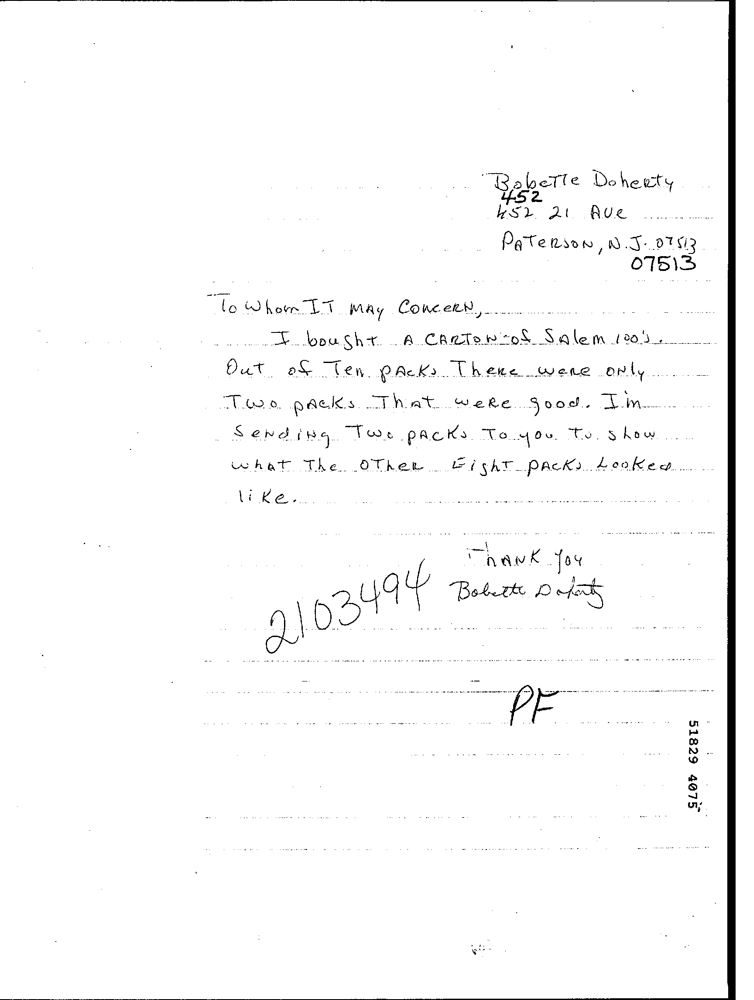 Bobette Doherty
452
452 21 Ave
Paterson, N.J. 07513
07513
To Whom It May Concern,
I bought a carton of Salem 100's.
Out of Ten packs There were only
Two packs That were good. I'm
Sending Two packs To you To show
what The Other Eight packs Looked
like.
Thank you
Bobette Doherty
2103494
PF
51829 4075